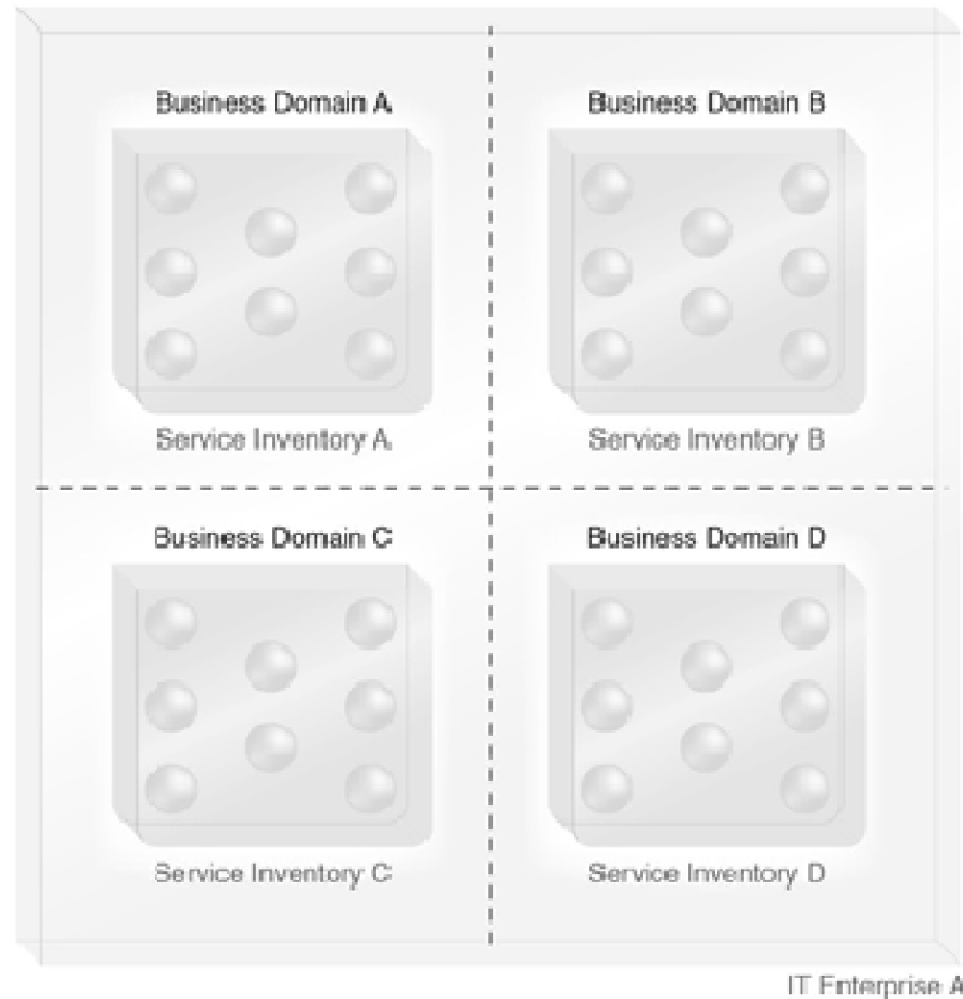 Business Domain A
Business Domain B
Service Inventory A
Service Inventory B
Business Domain C
Business Domain D
Service Inventory C
Service Inventory D
IT Enterprise A